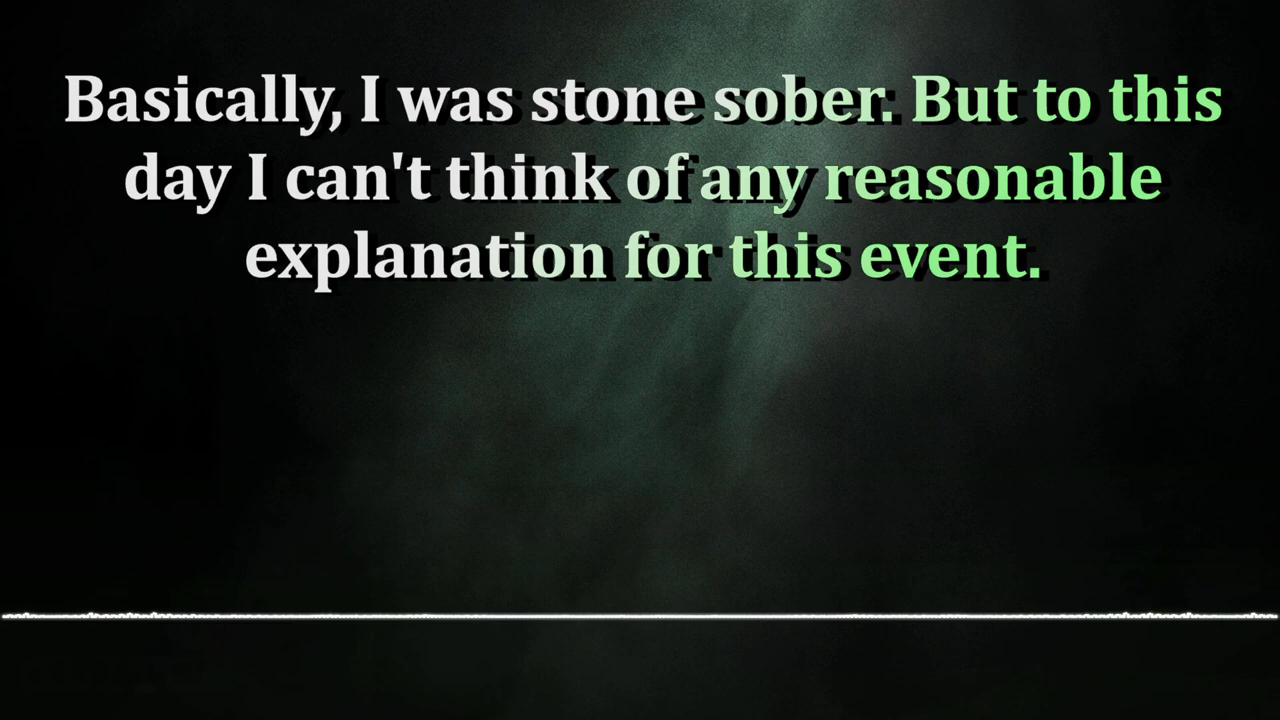 Basically, I was stone sober. But to this
day I can't think of any reasonable
explanation for this event.